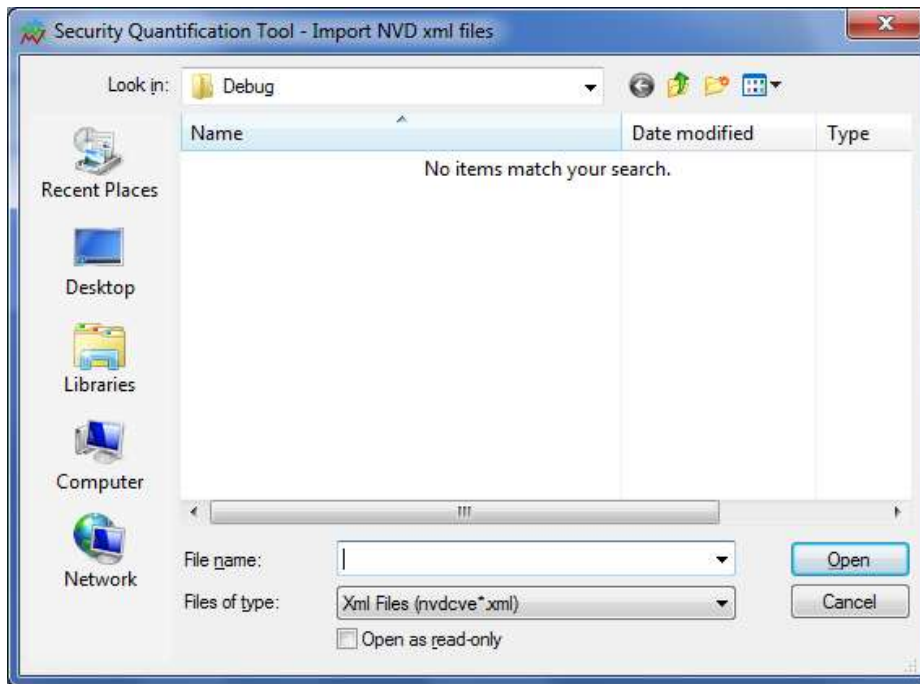 Security Quantification Tool - Import NVD xml files
Look in: Debug
Name Date modified Type
No items match your search.
Recent Places
Desktop
Libraries
Computer
Network
File name: Open
Files of type: Xml Files (nvdcve*.xml) Cancel
Open as read-only